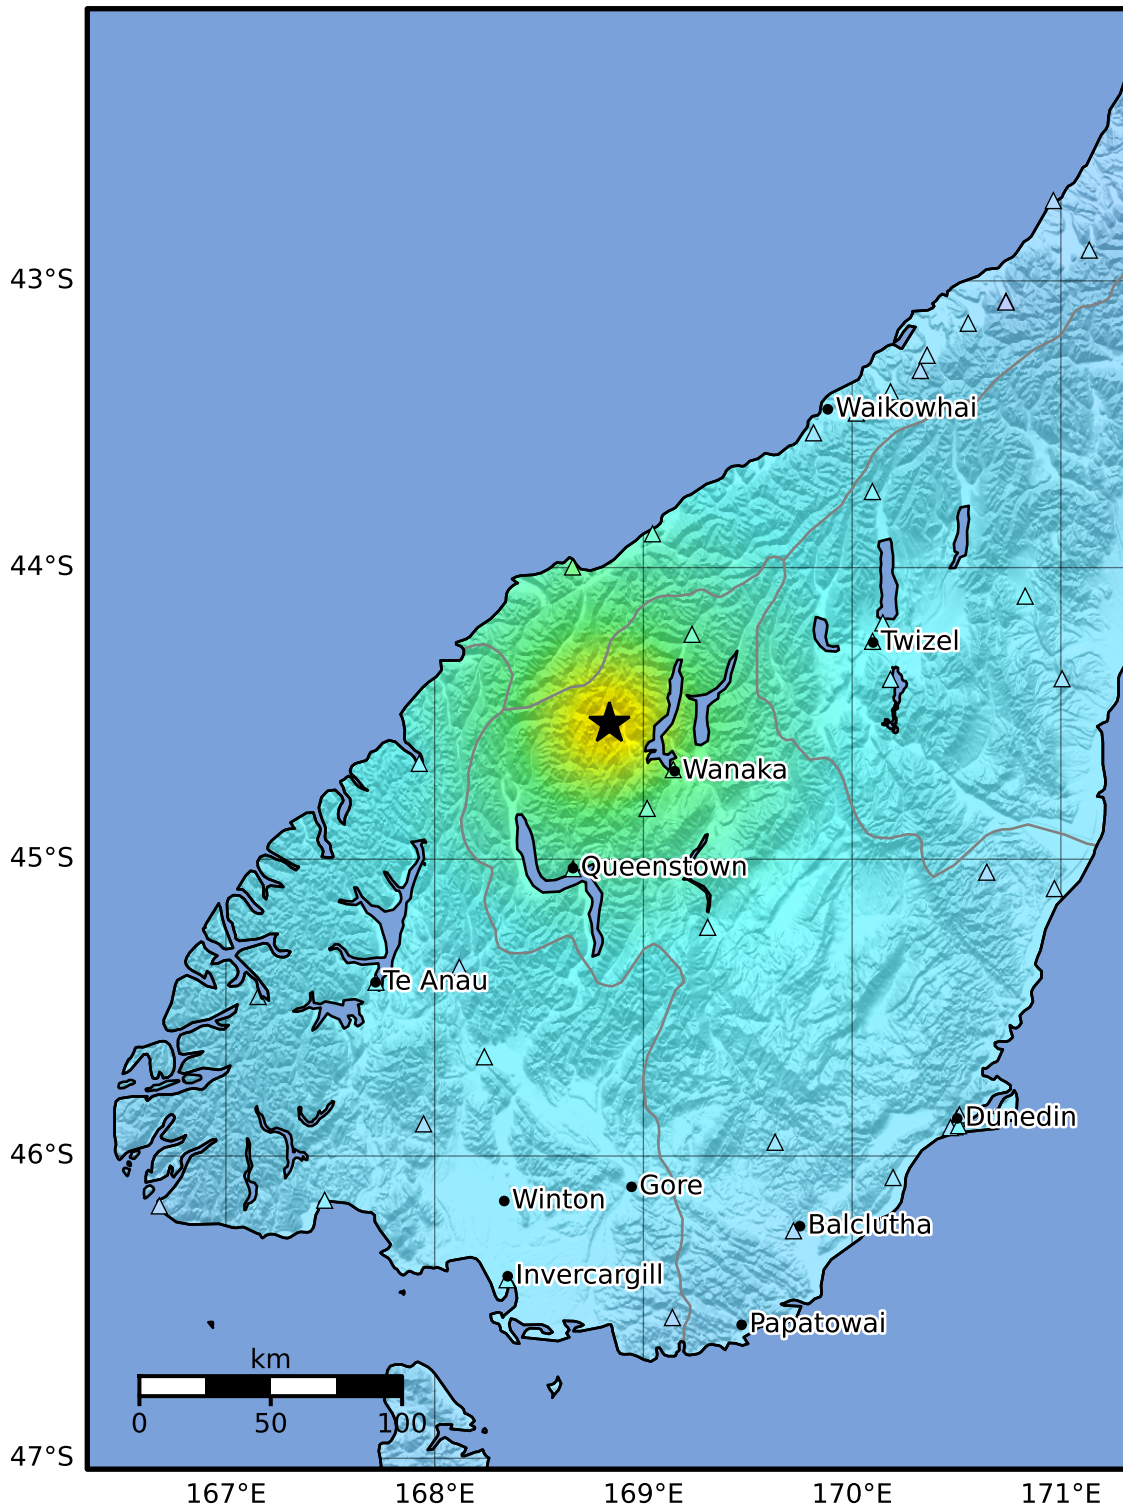 43°S
Waikowhai
44°S
Twizel
Wanaka
45°S
Queenstown
Te Anau
Dunedin
46°S
Gore
Winton
Balclutha
Invercargill
Papatowai
km
0 50 100
47°S
167°E 168°E 169°E 170°E 171°E